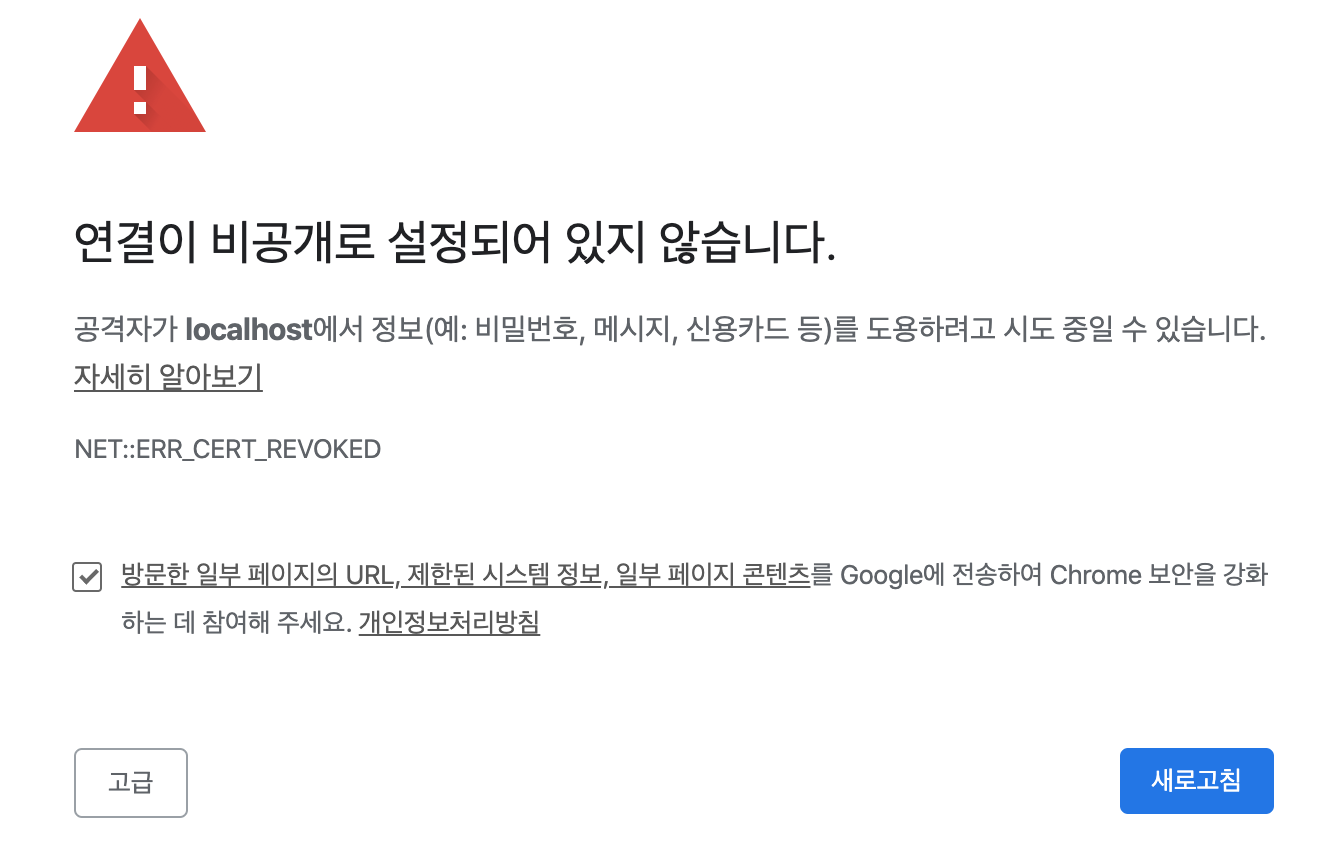 연결이 비공개로 설정되어 있지 않습니다.
공격자가 localhost에서 정보(예: 비밀번호, 메시지, 신용카드 등)를 도용하려고 시도 중일 수 있습니다.
자세히 알아보기
NET::ERR_CERT_REVOKED
방문한 일부 페이지의 URL, 제한된 시스템 정보, 일부 페이지 콘텐츠를 Google에 전송하여 Chrome 보안을 강화
하는 데 참여해 주세요. 개인정보처리방침
고급
새로고침